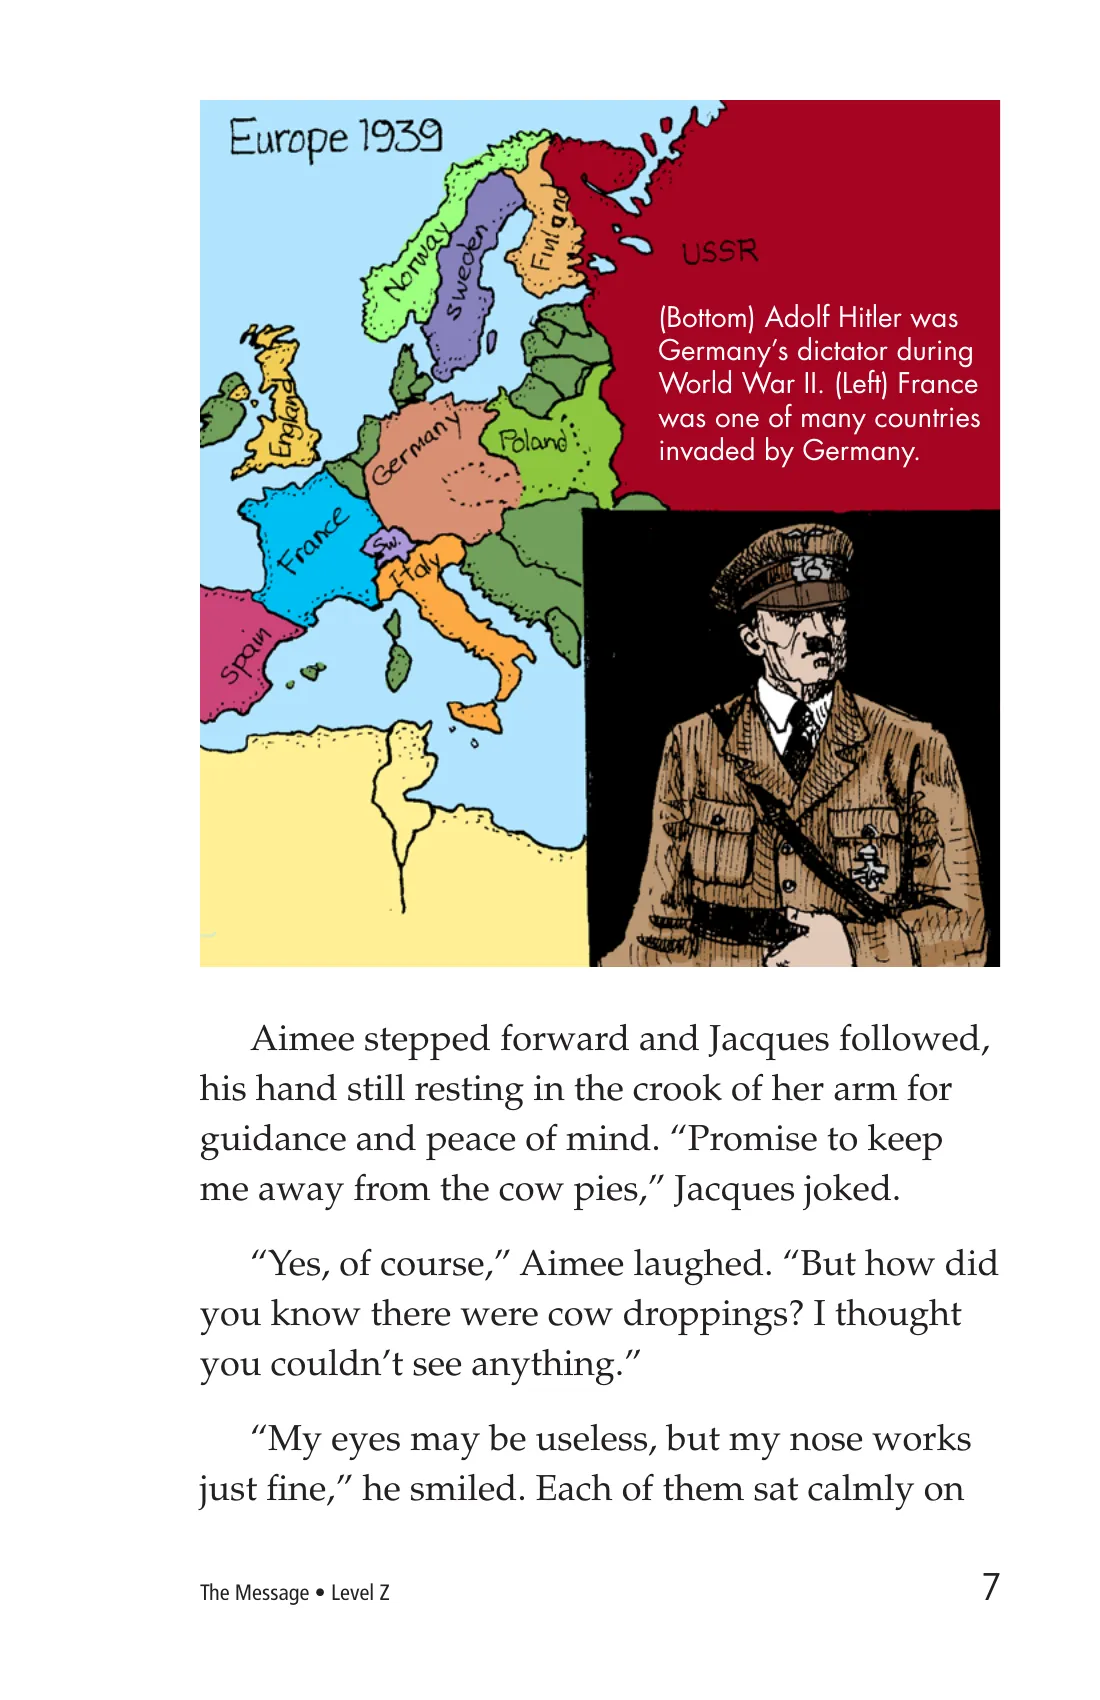 Europe 1939
Norway
Sweden
Finland
USSR
(Bottom) Adolf Hitler was
Germany’s dictator during
World War II. (Left) France
was one of many countries
invaded by Germany.
England
Germany
Poland
France
Sw.
Italy
Spain
Aimee stepped forward and Jacques followed,
his hand still resting in the crook of her arm for
guidance and peace of mind. “Promise to keep
me away from the cow pies,” Jacques joked.
“Yes, of course,” Aimee laughed. “But how did
you know there were cow droppings? I thought
you couldn’t see anything.”
“My eyes may be useless, but my nose works
just fine,” he smiled. Each of them sat calmly on
The Message • Level Z
7